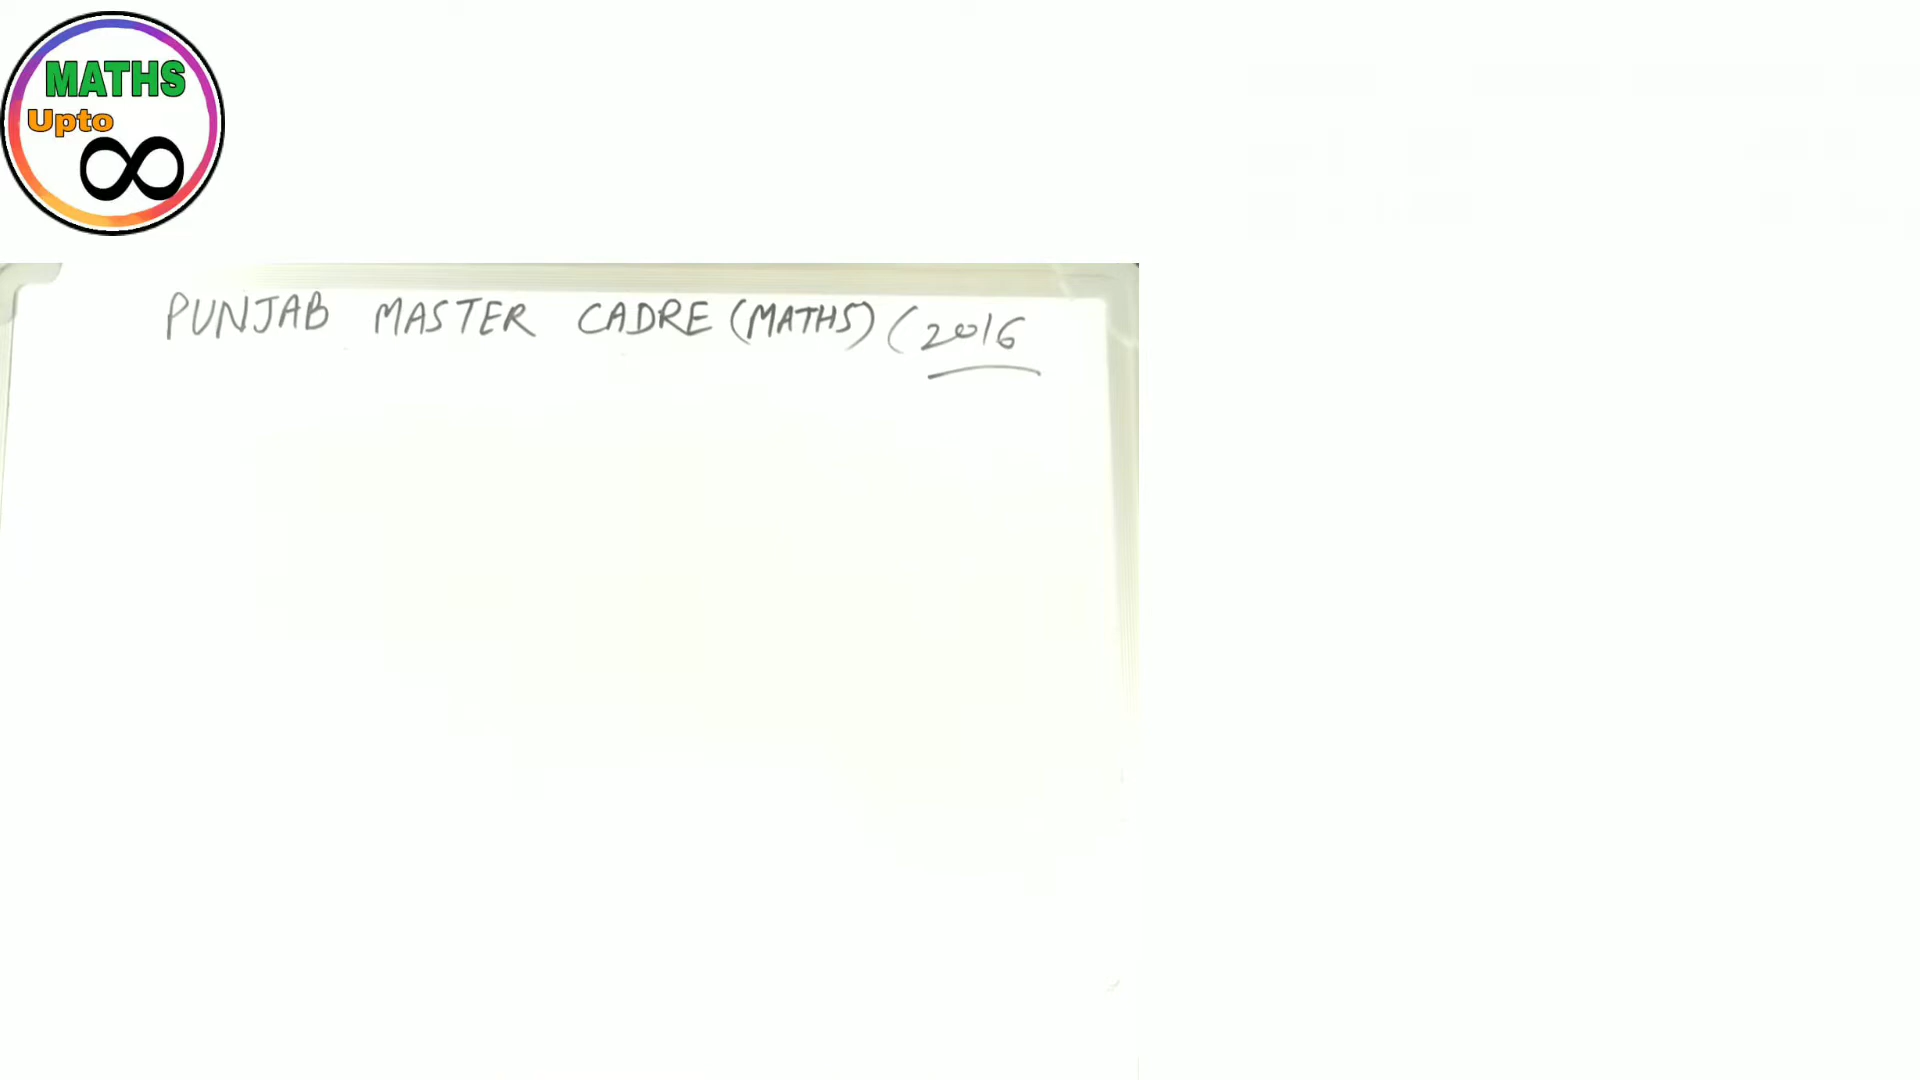 MATHS
Upto
∞
PUNJAB MASTER CADRE (MATHS) (2016